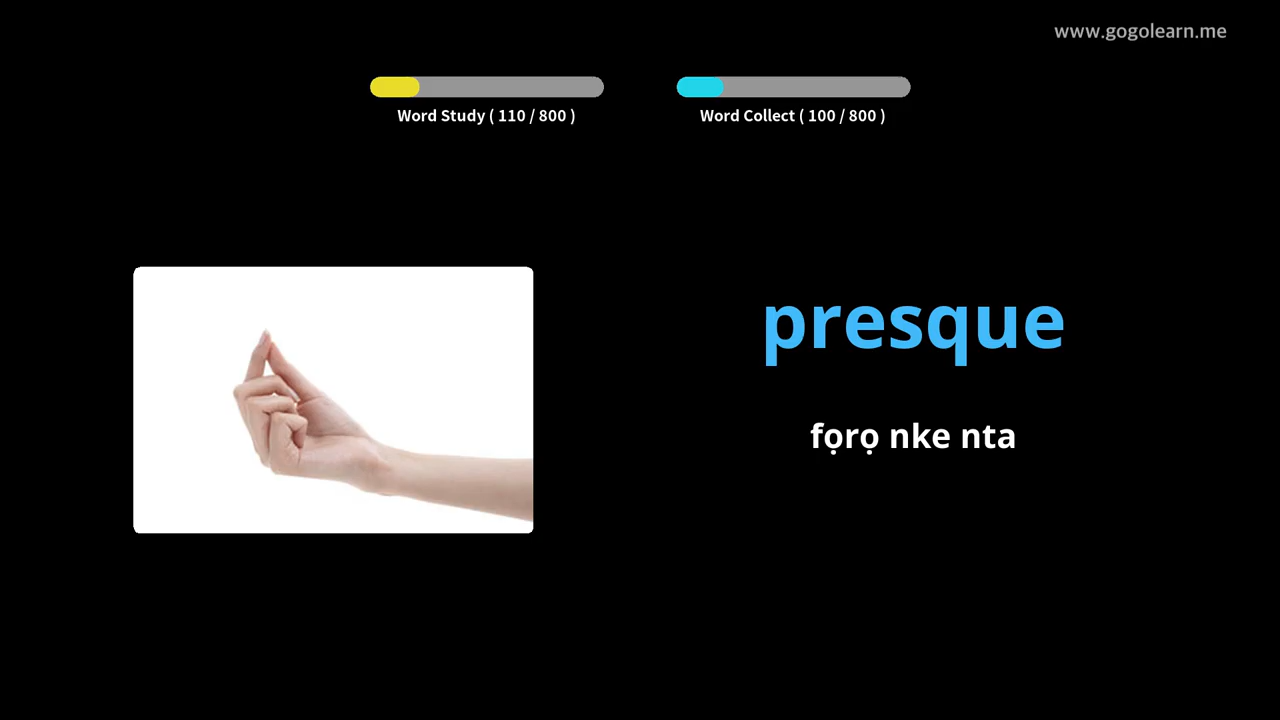 www.gogolearn.me
Word Study ( 110 / 800 )
Word Collect ( 100 / 800 )
presque
fọrọ nke nta